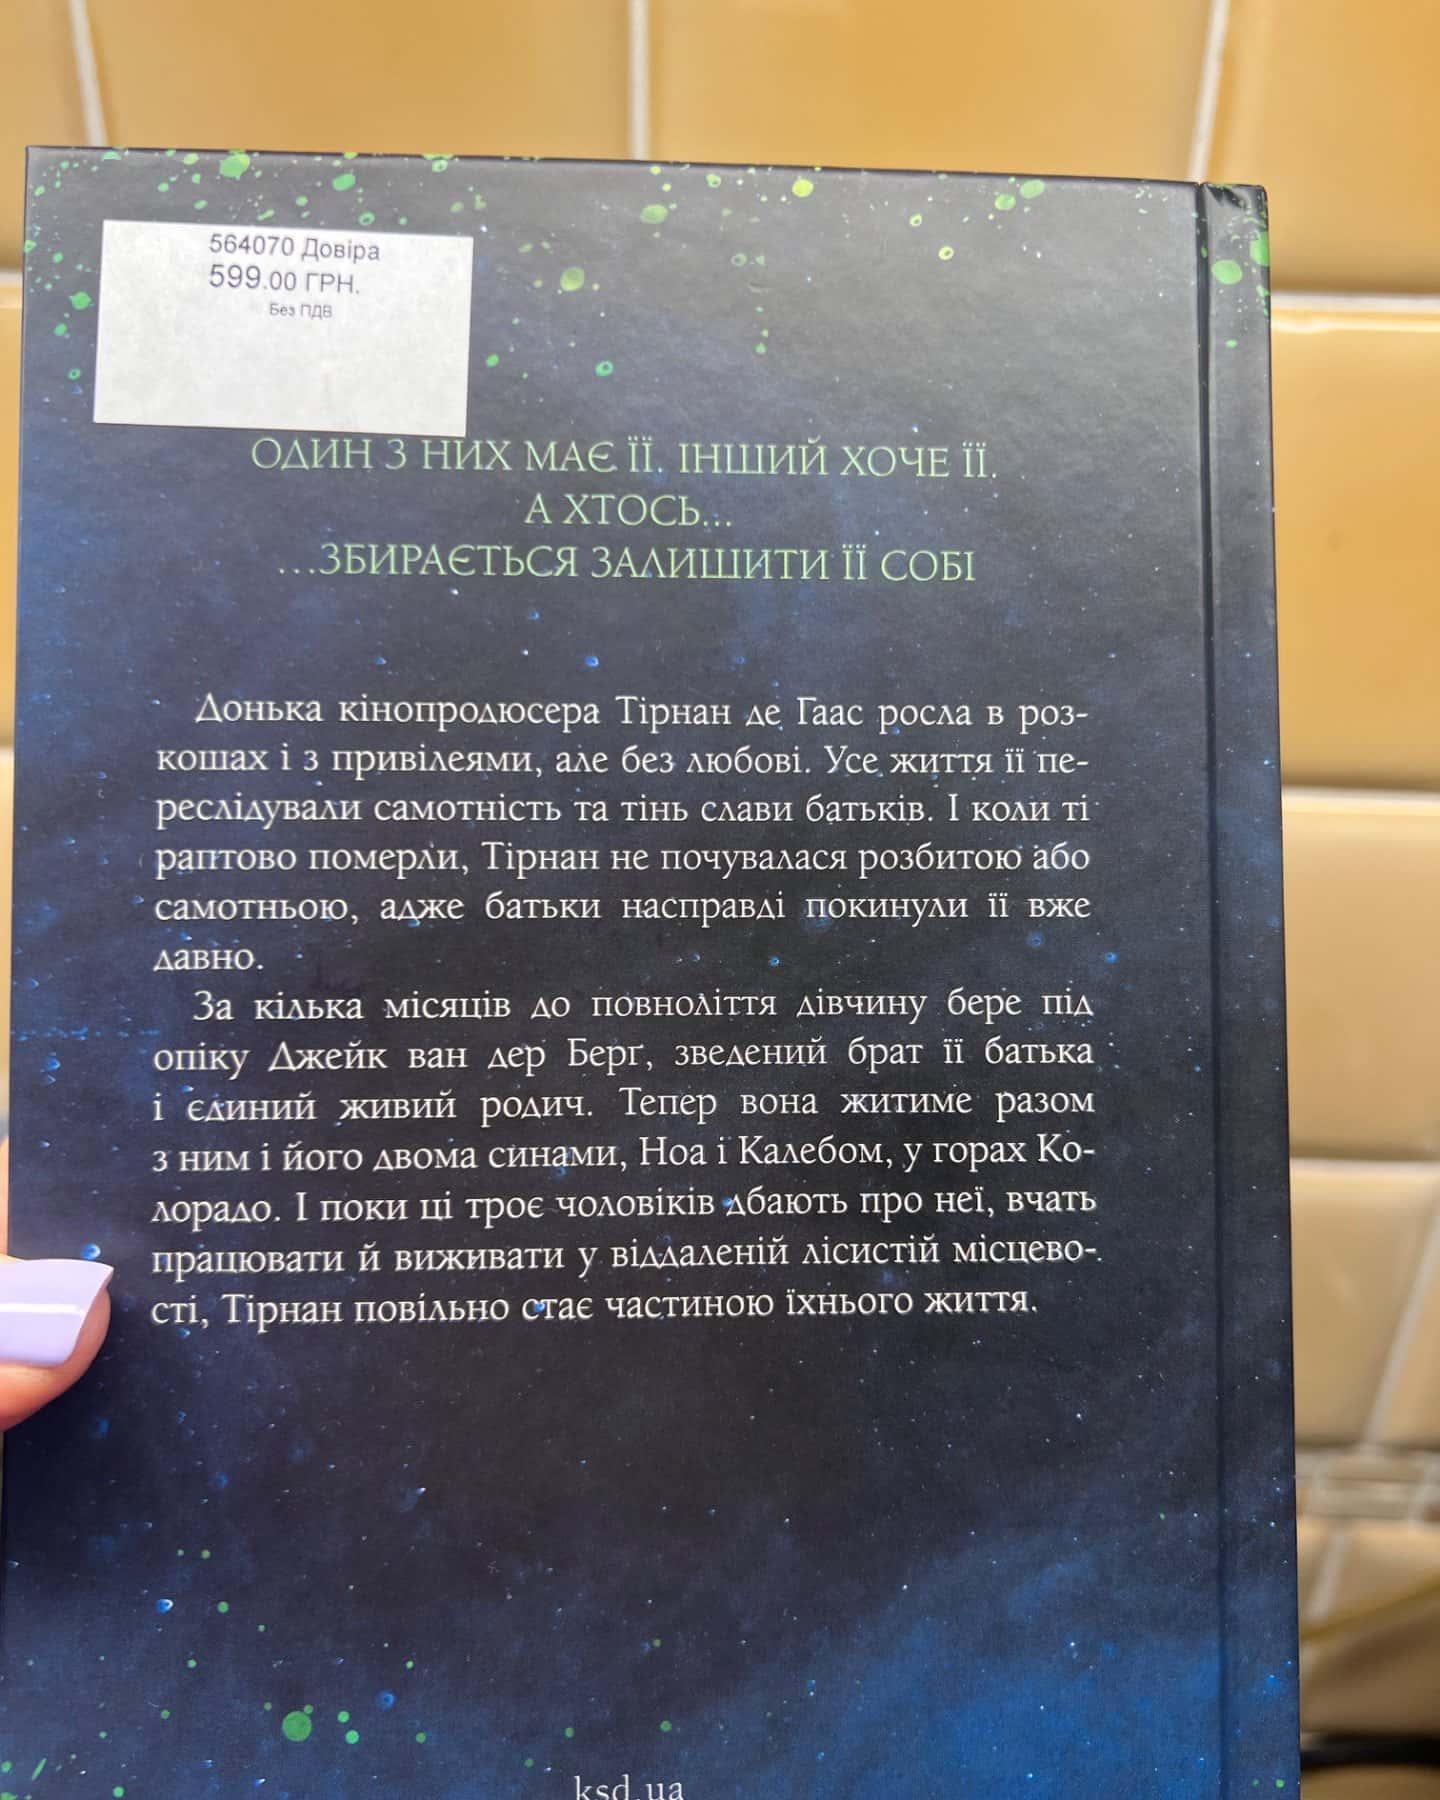 564070 Довіра
599.00 ГРН.
Без ПДВ
ОДИН З НИХ МАЄ ЇЇ. ІНШИЙ ХОЧЕ ЇЇ.
А ХТОСЬ...
...ЗБИРАЄТЬСЯ ЗАЛИШИТИ ЇЇ СОБІ
Донька кінопродюсера Тірнан де Гаас росла в роз-
кошах і з привілеями, але без любові. Усе життя її пе-
реслідували самотність та тінь слави батьків. І коли ті
раптово померли, Тірнан не почувалася розбитою або
самотньою, адже батьки насправді покинули її вже
давно.
За кілька місяців до повноліття дівчину бере під
опіку Джейк ван дер Берг, зведений брат її батька
і єдиний живий родич. Тепер вона житиме разом
з ним і його двома синами, Ноа і Калебом, у горах Ко-
лорадо. І поки ці троє чоловіків дбають про неї, вчать
працювати й виживати у віддаленій лісистій місцево-
сті, Тірнан повільно стає частиною їхнього життя.
ksd.ua